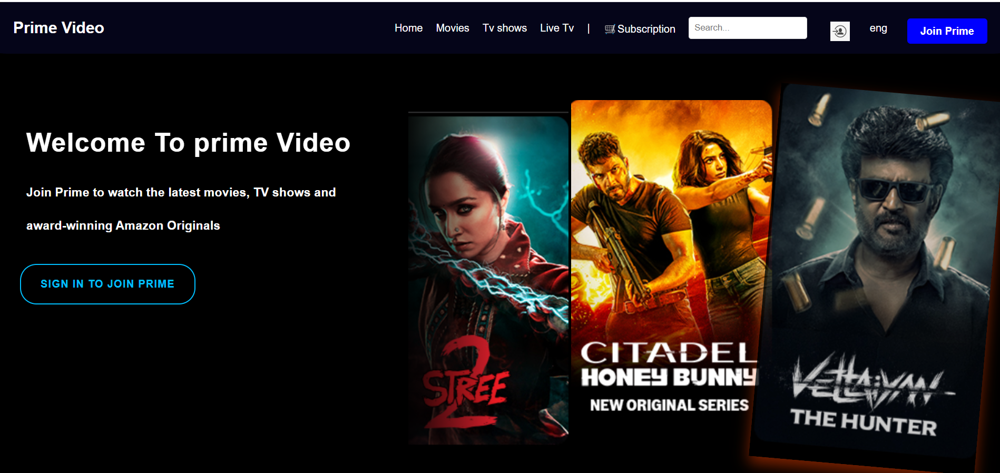 Prime Video
Home Movies Tv shows Live Tv | Subscription Search... eng Join Prime
Welcome To prime Video
Join Prime to watch the latest movies, TV shows and
award-winning Amazon Originals
SIGN IN TO JOIN PRIME
STREE
2
CITADEL
HONEY BUNNY
NEW ORIGINAL SERIES
VETTAIYAN
THE HUNTER